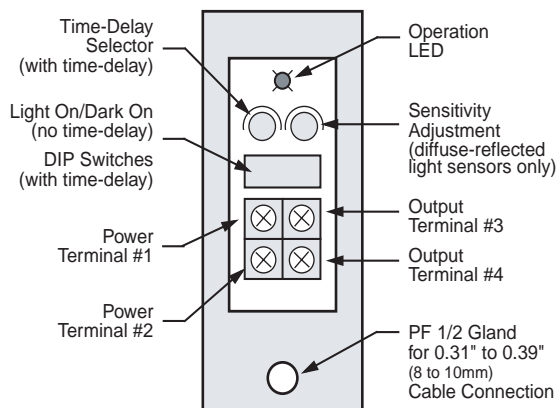 Time-Delay
Selector
(with time-delay)
Light On/Dark On
(no time-delay)
DIP Switches
(with time-delay)
Power
Terminal #1
Power
Terminal #2
Operation
LED
Sensitivity
Adjustment
(diffuse-reflected
light sensors only)
Output
Terminal #3
Output
Terminal #4
PF 1/2 Gland
for 0.31" to 0.39"
(8 to 10mm)
Cable Connection